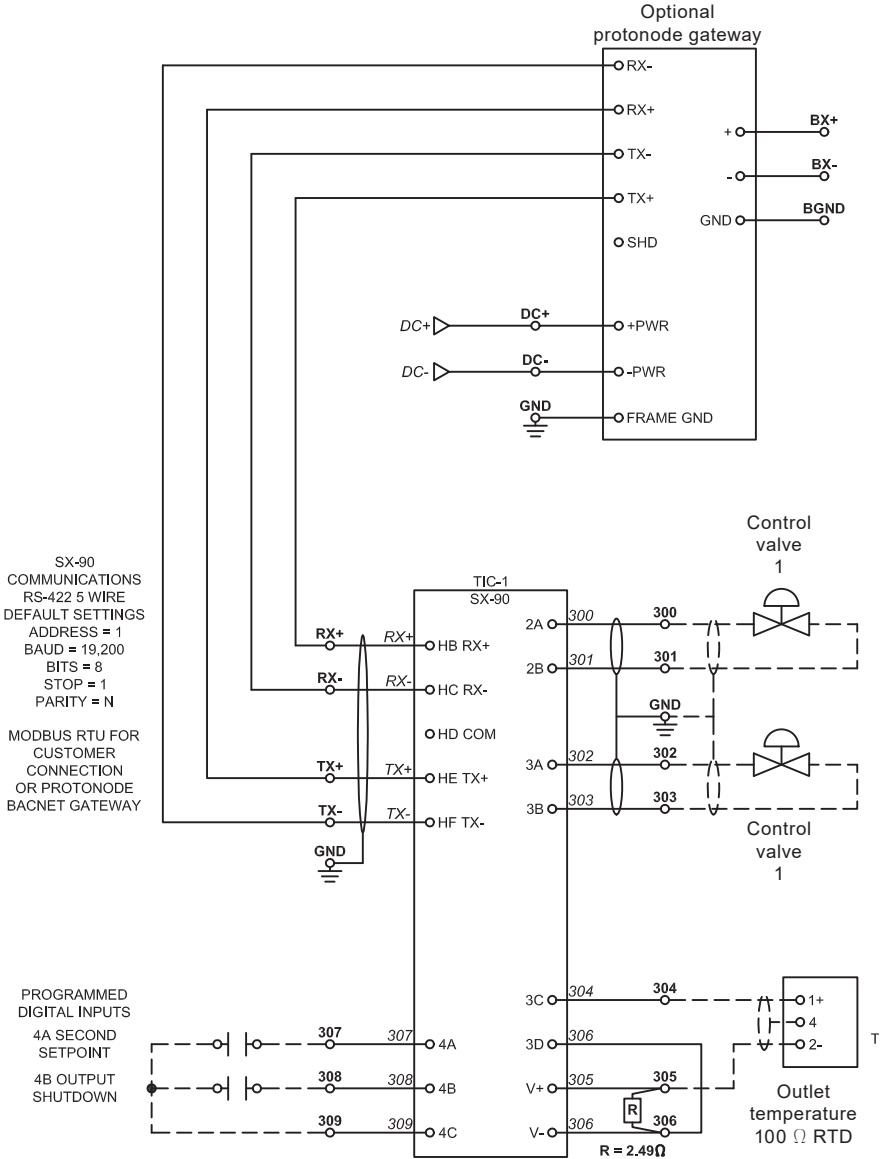 Optional
protonode gateway
RX-
RX+
TX-
TX+
SHD
+PWR
-PWR
FRAME GND
+
-
GND
BX+
BX-
BGND
DC+
DC+
DC-
DC-
GND
SX-90
COMMUNICATIONS
RS-422 5 WIRE
DEFAULT SETTINGS
ADDRESS = 1
BAUD = 19,200
BITS = 8
STOP = 1
PARITY = N
MODBUS RTU FOR
CUSTOMER
CONNECTION
OR PROTONODE
BACNET GATEWAY
RX+
RX+
RX-
RX-
TX+
TX+
TX-
TX-
GND
TIC-1
SX-90
HB RX+
HC RX-
HD COM
HE TX+
HF TX-
2A
300
300
2B
301
301
GND
3A
302
302
3B
303
303
Control
valve
1
Control
valve
1
PROGRAMMED
DIGITAL INPUTS
4A SECOND
SETPOINT
4B OUTPUT
SHUTDOWN
307
307
4A
308
308
4B
309
309
4C
3C
304
304
3D
306
V+
305
305
V-
306
306
R
R = 2.49Ω
1+
4
2-
T
Outlet
temperature
100 Ω RTD